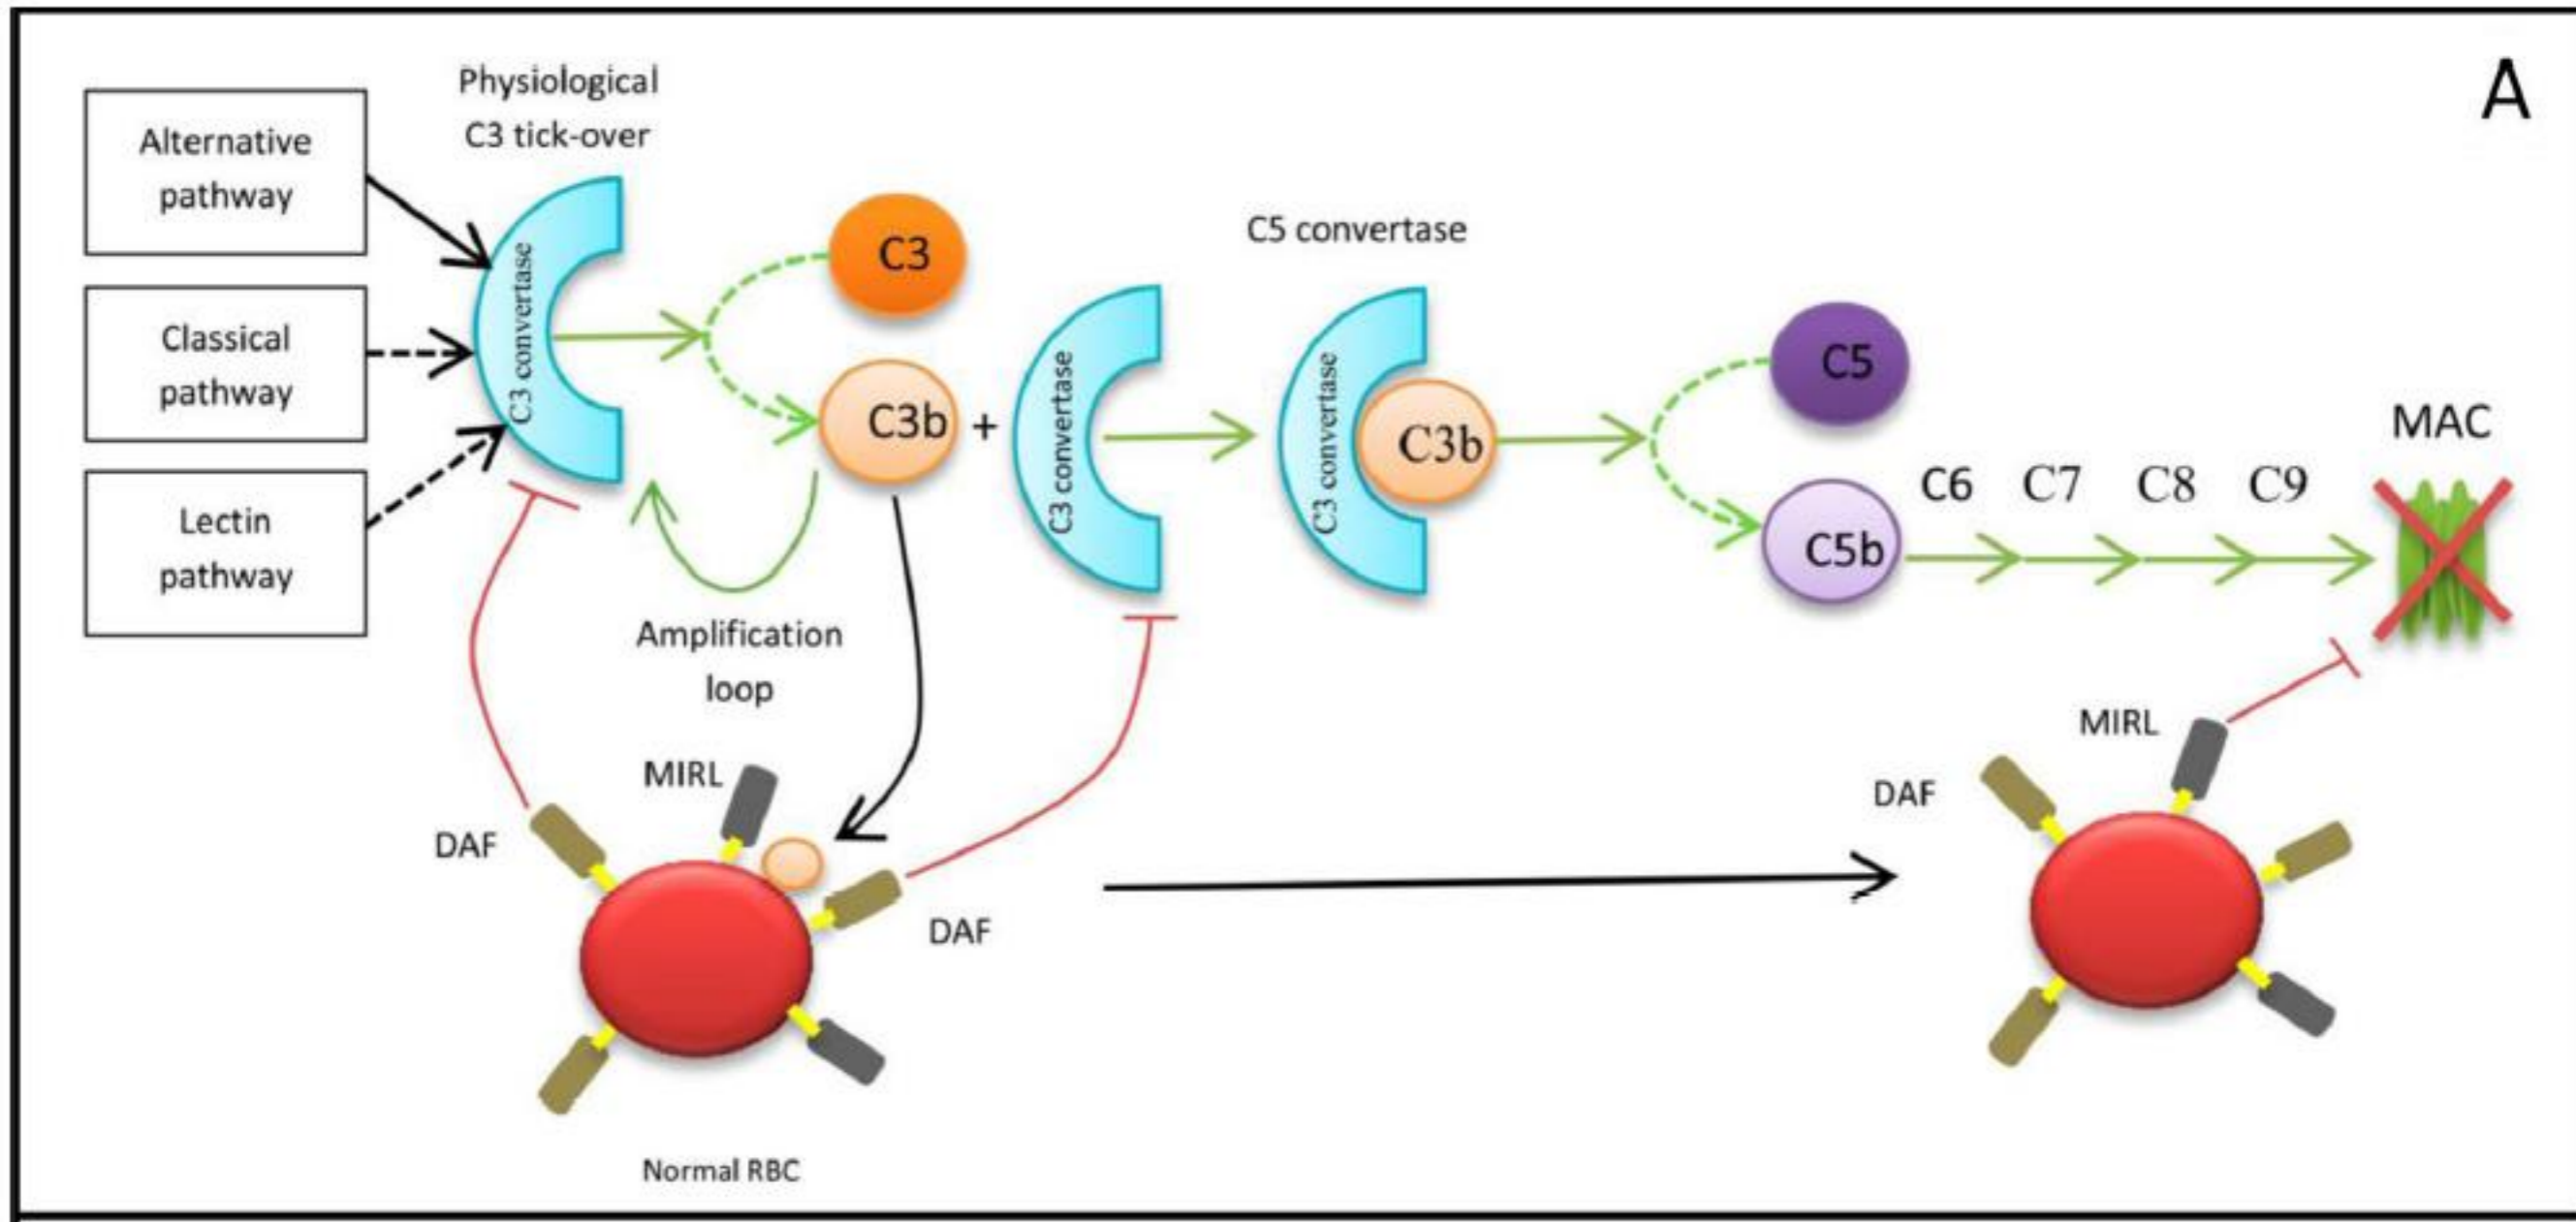 A
Physiological
C3 tick-over
Alternative
pathway
Classical
pathway
Lectin
pathway
C3 convertase
C3
C3b
+
C3 convertase
C5 convertase
C3 convertase
C3b
C5
C5b
C6 C7 C8 C9
MAC
Amplification
loop
MIRL
DAF
DAF
Normal RBC
MIRL
DAF